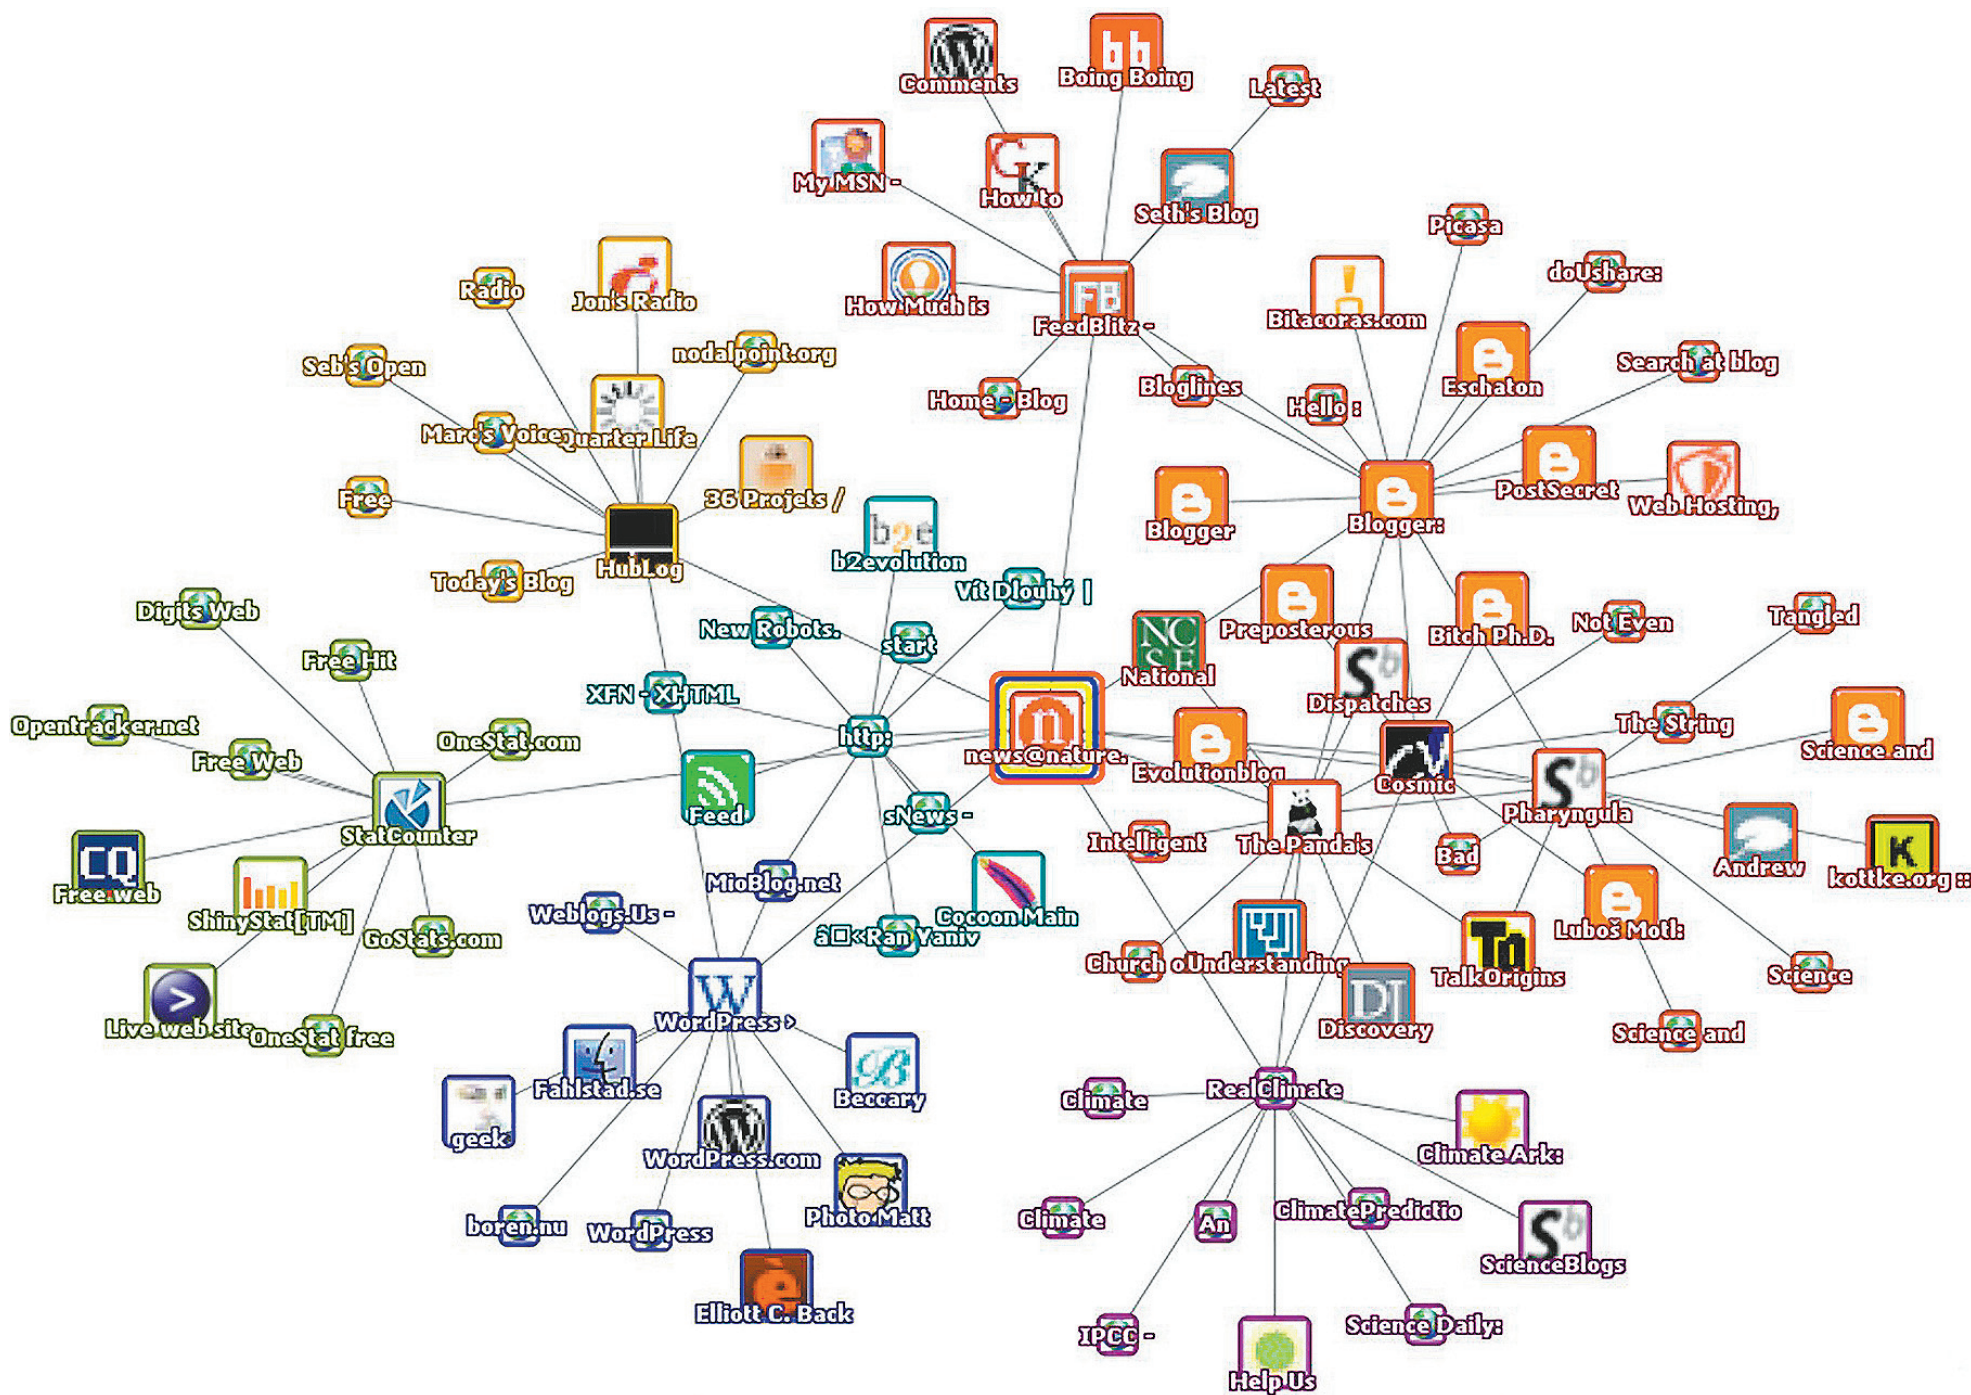 Comments
Boing Boing
Latest
My MSN -
How to
Seth's Blog
Picasa
doUshare:
Radio
Jon's Radio
How Much is
FeedBlitz -
Bitacoras.com
nodalpoint.org
Seb's Open
Search at blog
Eschaton
Home - Blog
Bloglines
Hello :
Marc's Voice
Quarter Life
PostSecret
Free
36 Projets /
Web Hosting,
Blogger
Blogger:
b2evolution
HubLog
Today's Blog
Vít Dlouhý |
Digits Web
New Robots.
start
Preposterous
Bitch Ph.D.
Not Even
Tangled
Free Hit
National
XFN - XHTML
Dispatches
Opentracker.net
The String
OneStat.com
http:
news@nature.
Science and
Free Web
Evolutionblog
Cosmic
Feed
sNews -
Pharyngula
StatCounter
Intelligent
The Panda's
Bad
Andrew
kottke.org ::
Free web
MioBlog.net
ShinyStat[TM]
Weblogs.Us -
Cocoon Main
GoStats.com
â□‹Ran Yaniv
Luboš Motl:
Church o
Understanding
TalkOrigins
Science
WordPress ›
Live web site
OneStat free
Discovery
Science and
Fahlstad.se
Beccary
RealClimate
Climate
geek
WordPress.com
Climate Ark:
Photo Matt
boren.nu
WordPress
Climate
An
ClimatePredictio
ScienceBlogs
Elliott C. Back
IPCC -
Science Daily:
Help Us